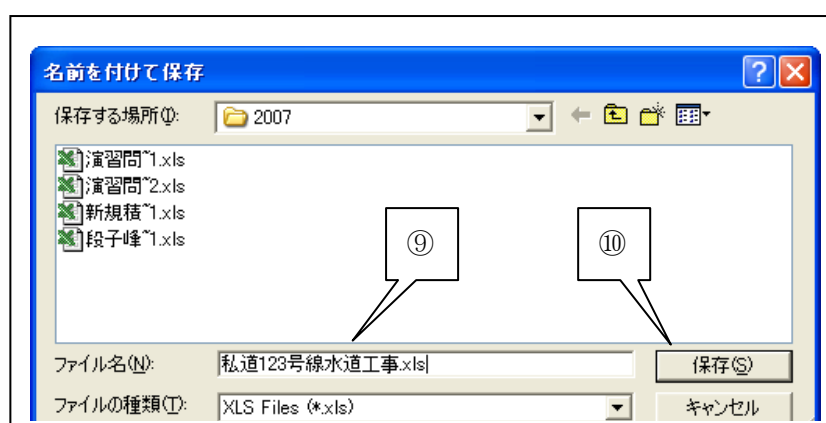 名前を付けて保存
保存する場所(I): 2007
演習問~1.xls
演習問~2.xls
新規積~1.xls
段子峰~1.xls
⑨ ⑩
ファイル名(N): 私道123号線水道工事.xls 保存(S)
ファイルの種類(T): XLS Files (*.xls) キャンセル